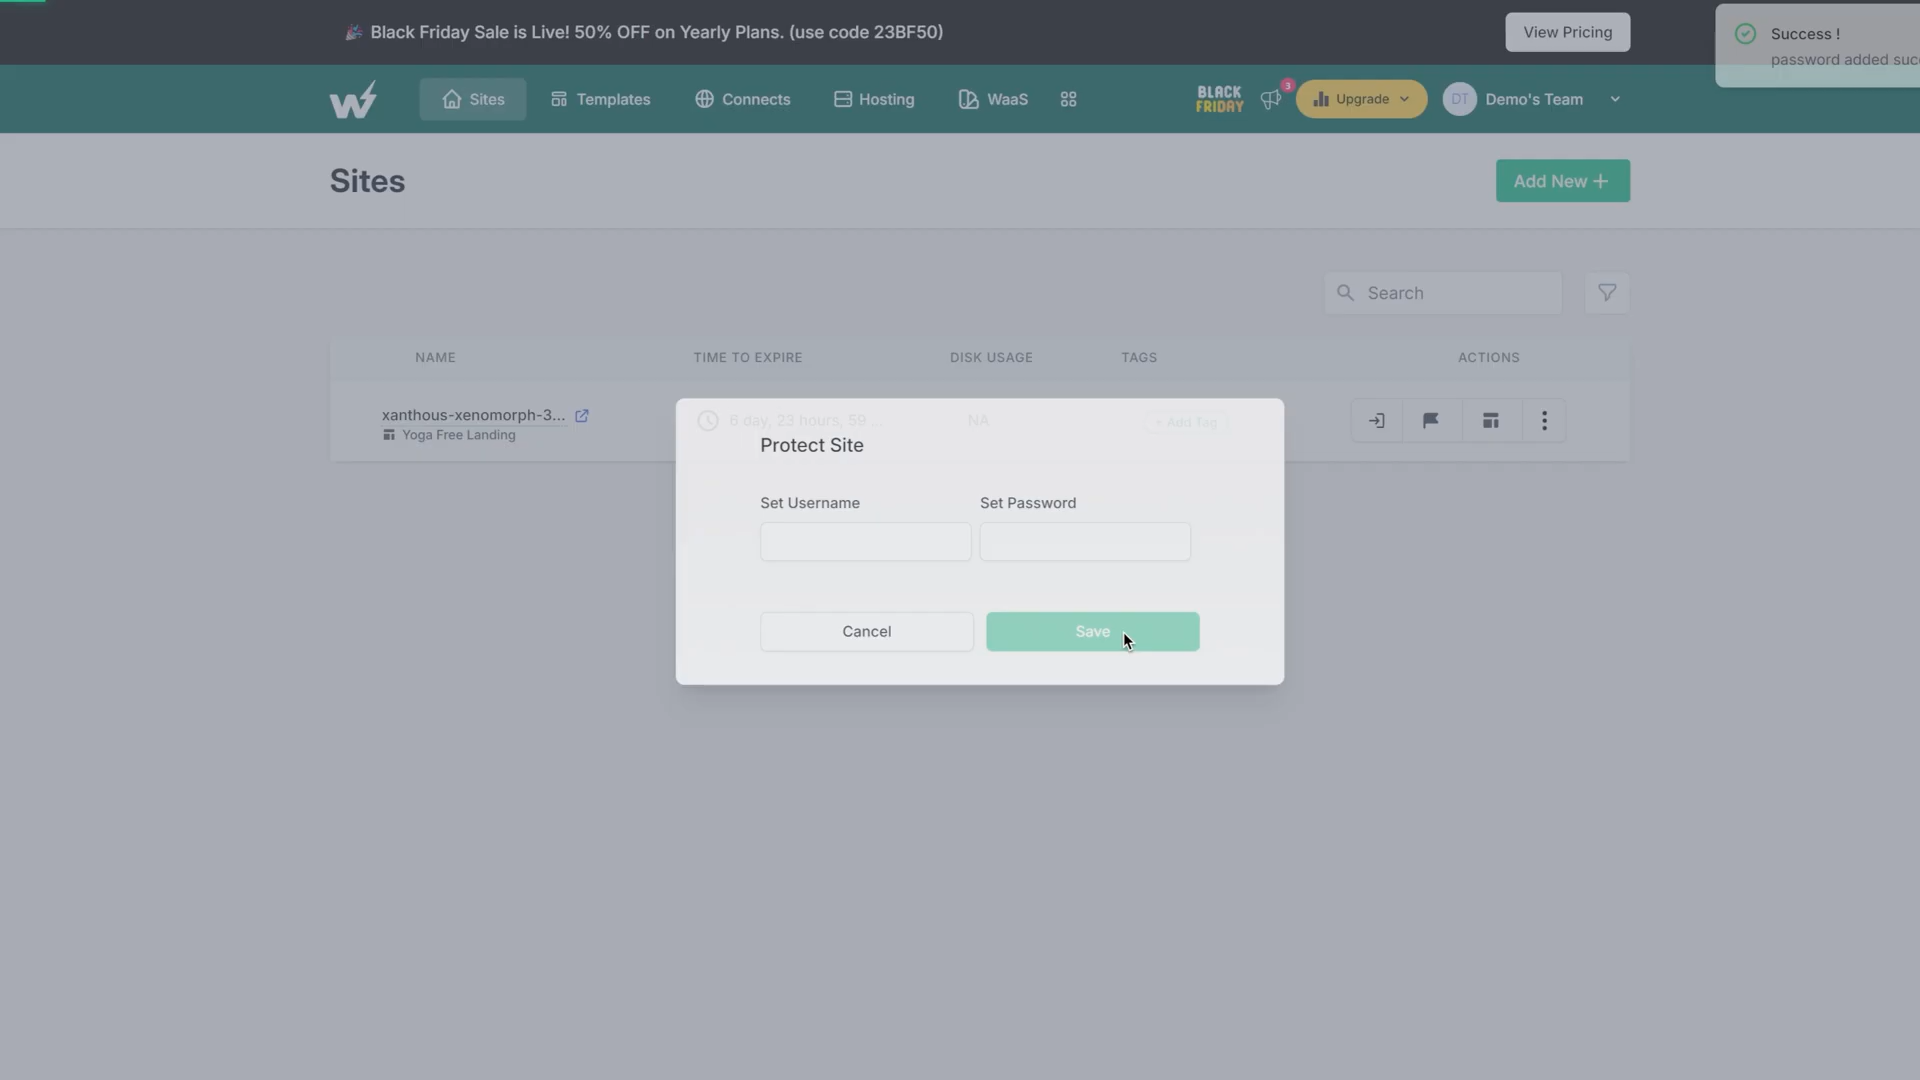 Black Friday Sale is Live! 50% OFF on Yearly Plans. (use code 23BF50)
View Pricing
Success !
password added suc
Sites
Templates
Connects
Hosting
WaaS
BLACK
FRIDAY
3
Upgrade
DT
Demo's Team
Sites
Add New +
Search
NAME
TIME TO EXPIRE
DISK USAGE
TAGS
ACTIONS
xanthous-xenomorph-3...
Yoga Free Landing
6 day, 23 hours, 59 ...
NA
+ Add Tag
Protect Site
Set Username
Set Password
Cancel
Save